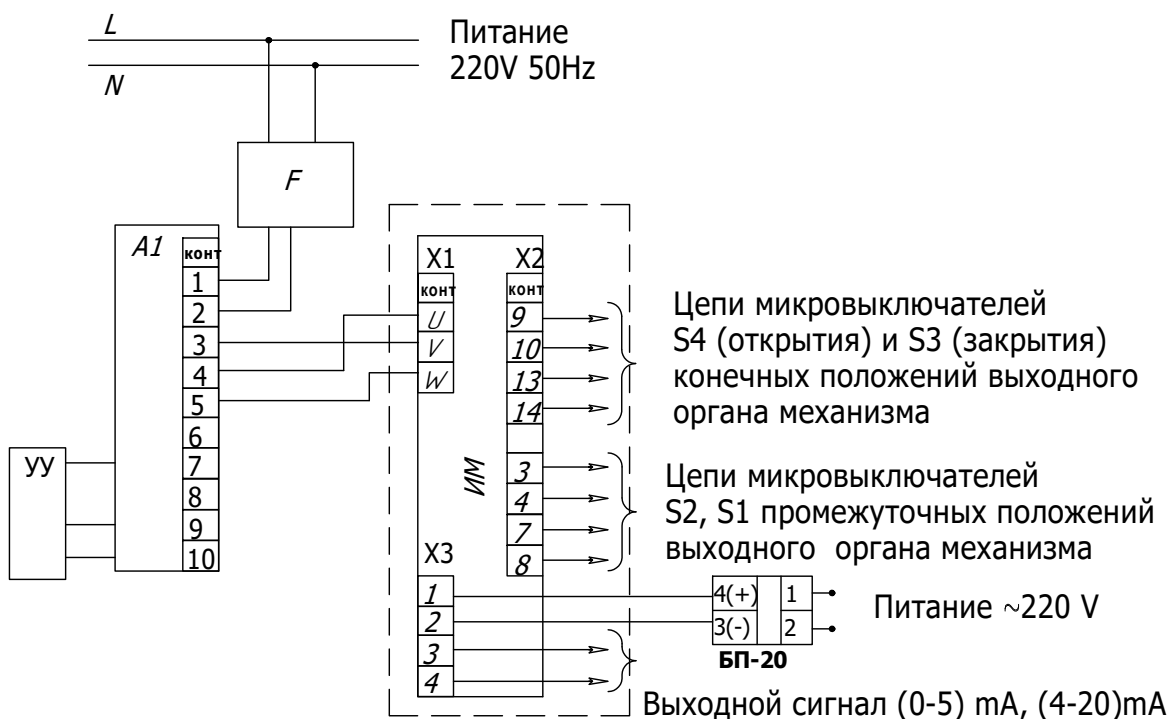 L
N
Питание
220V 50Hz
F
A1
конт
1
2
3
4
5
6
7
8
9
10
УУ
X1
конт
U
V
W
X2
конт
9
10
13
14
3
4
7
8
ИМ
X3
1
2
3
4
Цепи микровыключателей
S4 (открытия) и S3 (закрытия)
конечных положений выходного
органа механизма
Цепи микровыключателей
S2, S1 промежуточных положений
выходного органа механизма
4(+) 1
3(-) 2
БП-20
Питание ~220 V
Выходной сигнал (0-5) mA, (4-20)mA